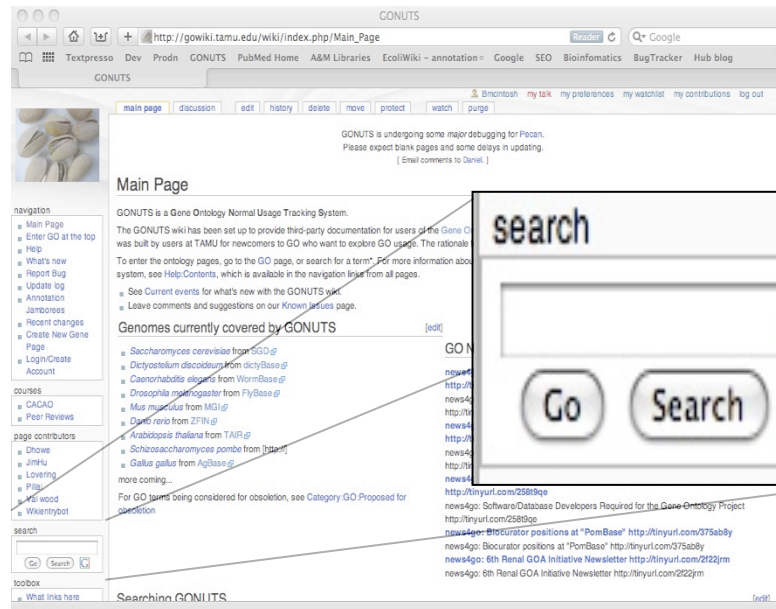 GONUTS
http://gowiki.tamu.edu/wiki/index.php/Main_Page
Reader
Google
Textpresso Dev Prodn GONUTS PubMed Home A&M Libraries EcoliWiki – annotation Google SEO Bioinfomatics BugTracker Hub blog
GONUTS
Bmcintosh my talk my preferences my watchlist my contributions log out
main page discussion edit history delete move protect watch purge
GONUTS is undergoing some major debugging for Pecan.
Please expect blank pages and some delays in updating.
[ Email comments to Daniel. ]
Main Page
GONUTS is a Gene Ontology Normal Usage Tracking System.
The GONUTS wiki has been set up to provide third-party documentation for users of the Gene
was built by users at TAMU for newcomers to GO who want to explore GO usage. The rationale
To enter the ontology pages, go to the GO page, or search for a term*. For more information
system, see Help:Contents, which is available in the navigation links from all pages.
See Current events for what's new with the GONUTS wiki.
Leave comments and suggestions on our Known Issues page.
navigation
Main Page
Enter GO at the top
Help
What's new
Report Bug
Update log
Annotation
Jamborees
Recent changes
Create New Gene
Page
Login/Create
Account
courses
CACAO
Peer Reviews
page contributors
Dhowe
JimHu
Lovering
Pillai
Val wood
Wikientrybot
search
Go Search
toolbox
What links here
Genomes currently covered by GONUTS [edit]
Saccharomyces cerevisiae from SGD
Dictyostelium discoideum from dictyBase
Caenorhabditis elegans from WormBase
Drosophila melanogaster from FlyBase
Mus musculus from MGI
Danio rerio from ZFIN
Arabidopsis thaliana from TAIR
Schizosaccharomyces pombe from [http://]
Gallus gallus from AgBase
more coming...
For GO terms being considered for obsoletion, see Category:GO:Proposed for
obsoletion
Searching GONUTS [edit]
search
Go Search
GO
http://tinyurl.com/258t9qe
news4go: Software/Database Developers Required for the Gene Ontology Project
http://tinyurl.com/258t9qe
news4go: Biocurator positions at "PomBase" http://tinyurl.com/375ab8y
news4go: Biocurator positions at "PomBase" http://tinyurl.com/375ab8y
news4go: 6th Renal GOA Initiative Newsletter http://tinyurl.com/2f22jrm
news4go: 6th Renal GOA Initiative Newsletter http://tinyurl.com/2f22jrm